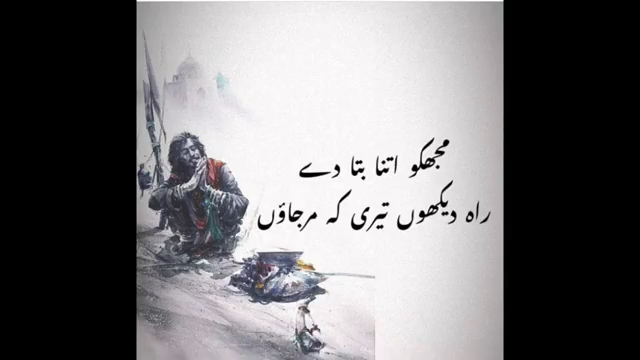 مجھکو اتنا بتا دے
راہ دیکھوں تیری کہ مرجاؤں